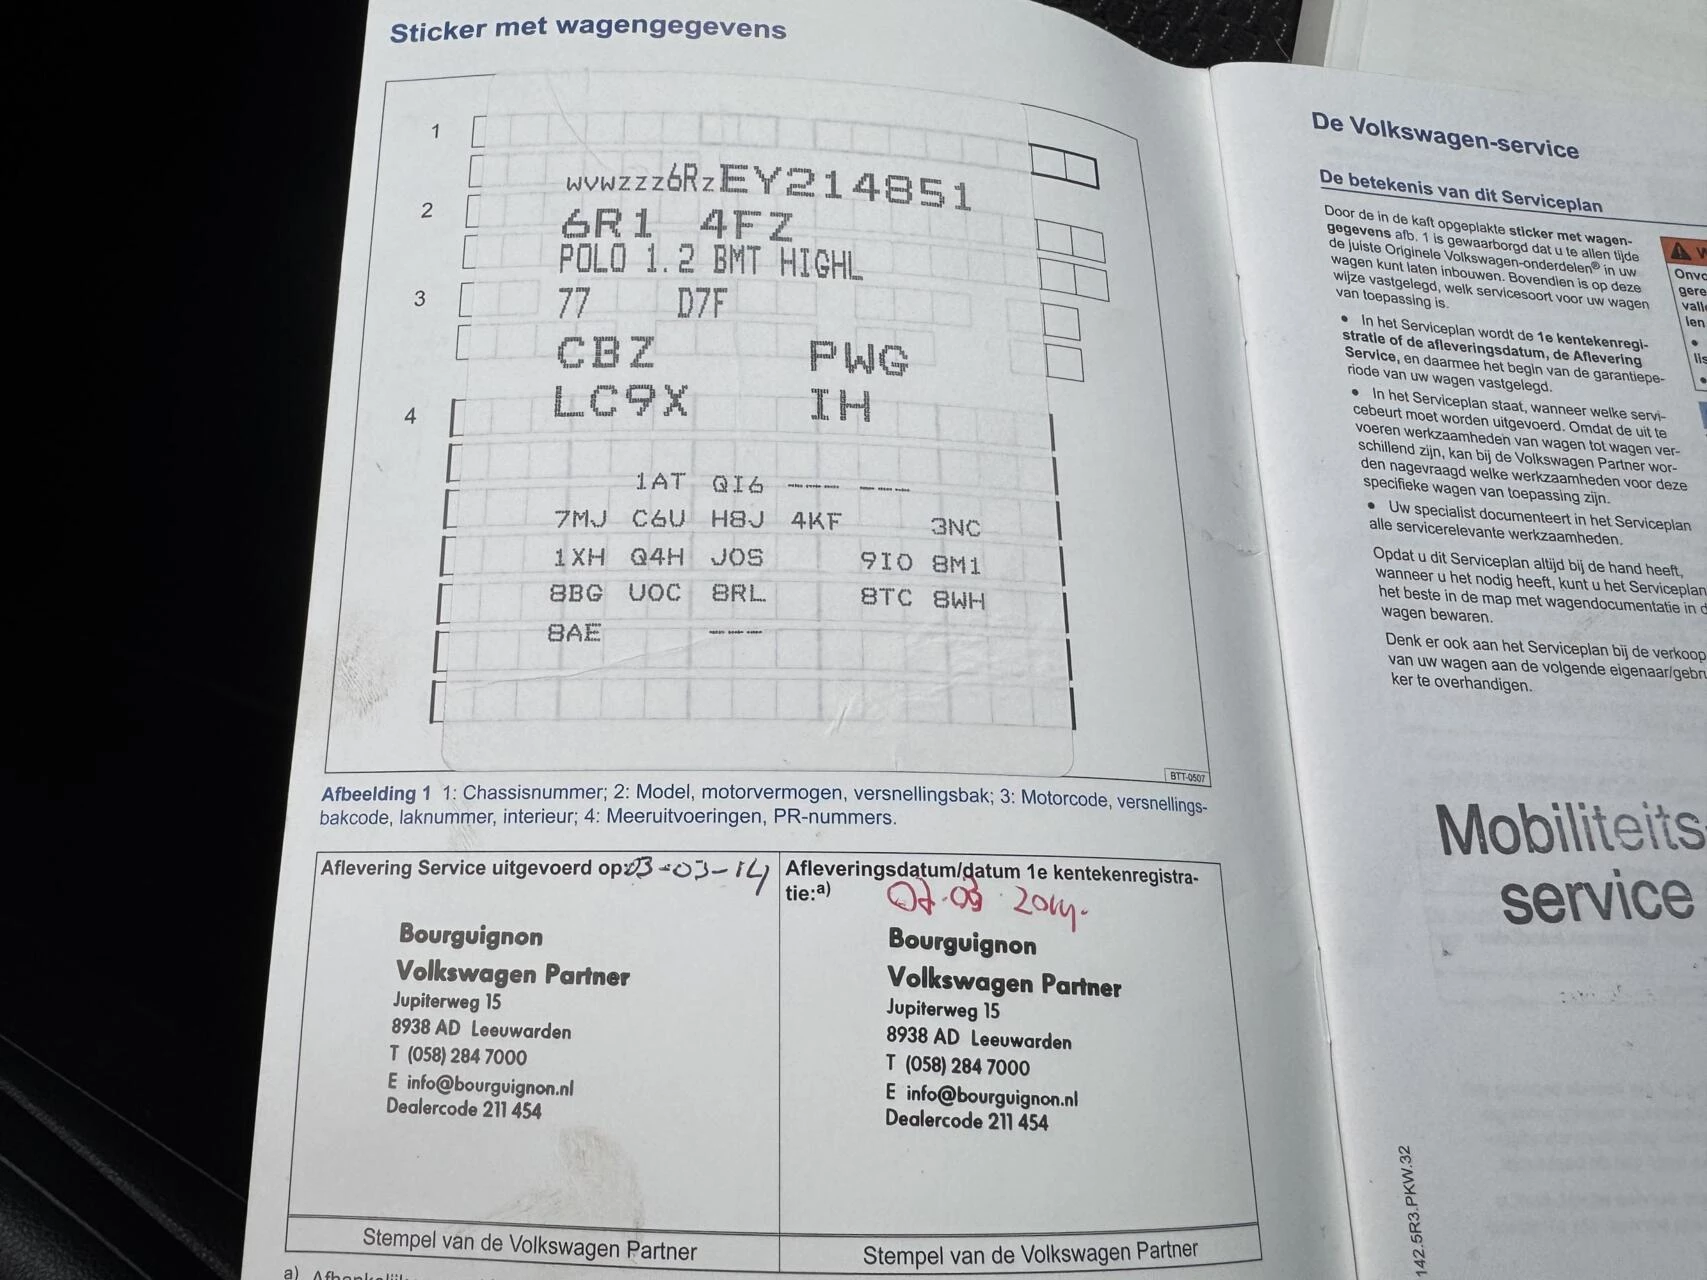 Sticker met wagengegevens
1
WVWZZZ6RZEY214851
2
6R1 4FZ
POLO 1.2 BMT HIGHL
3
77 D7F
CBZ PWG
4
LC9X IH
1AT QI6 ---- ----
7MJ C6U H8J 4KF 3NC
1XH Q4H J0S 9I0 8M1
8BG U0C 8RL 8TC 8WH
8AE ----
BTT-0507
Afbeelding 1 1: Chassisnummer; 2: Model, motorvermogen, versnellingsbak; 3: Motorcode, versnellings-
bakcode, laknummer, interieur; 4: Meeruitvoeringen, PR-nummers.
Aflevering Service uitgevoerd op: 03-03-14
Bourguignon
Volkswagen Partner
Jupiterweg 15
8938 AD Leeuwarden
T (058) 284 7000
E info@bourguignon.nl
Dealercode 211 454
Stempel van de Volkswagen Partner
Afleveringsdatum/datum 1e kentekenregistra-
tie:a)
2014.
Bourguignon
Volkswagen Partner
Jupiterweg 15
8938 AD Leeuwarden
T (058) 284 7000
E info@bourguignon.nl
Dealercode 211 454
Stempel van de Volkswagen Partner
a)
De Volkswagen-service
De betekenis van dit Serviceplan
Door de in de kaft opgeplakte sticker met wagen-
gegevens afb. 1 is gewaarborgd dat u te allen tijde
de juiste Originele Volkswagen-onderdelen® in uw
wagen kunt laten inbouwen. Bovendien is op deze
wijze vastgelegd, welk servicesoort voor uw wagen
van toepassing is.
• In het Serviceplan wordt de 1e kentekenregi-
stratie of de afleveringsdatum, de Aflevering
Service, en daarmee het begin van de garantiepe-
riode van uw wagen vastgelegd.
• In het Serviceplan staat, wanneer welke servi-
cebeurt moet worden uitgevoerd. Omdat de uit te
voeren werkzaamheden van wagen tot wagen ver-
schillend zijn, kan bij de Volkswagen Partner wor-
den nagevraagd welke werkzaamheden voor deze
specifieke wagen van toepassing zijn.
• Uw specialist documenteert in het Serviceplan
alle servicerelevante werkzaamheden.
Opdat u dit Serviceplan altijd bij de hand heeft,
wanneer u het nodig heeft, kunt u het Serviceplan
het beste in de map met wagendocumentatie in d
wagen bewaren.
Denk er ook aan het Serviceplan bij de verkoop
van uw wagen aan de volgende eigenaar/gebru
ker te overhandigen.
Mobiliteits-
service
142.5R3.PKW.32